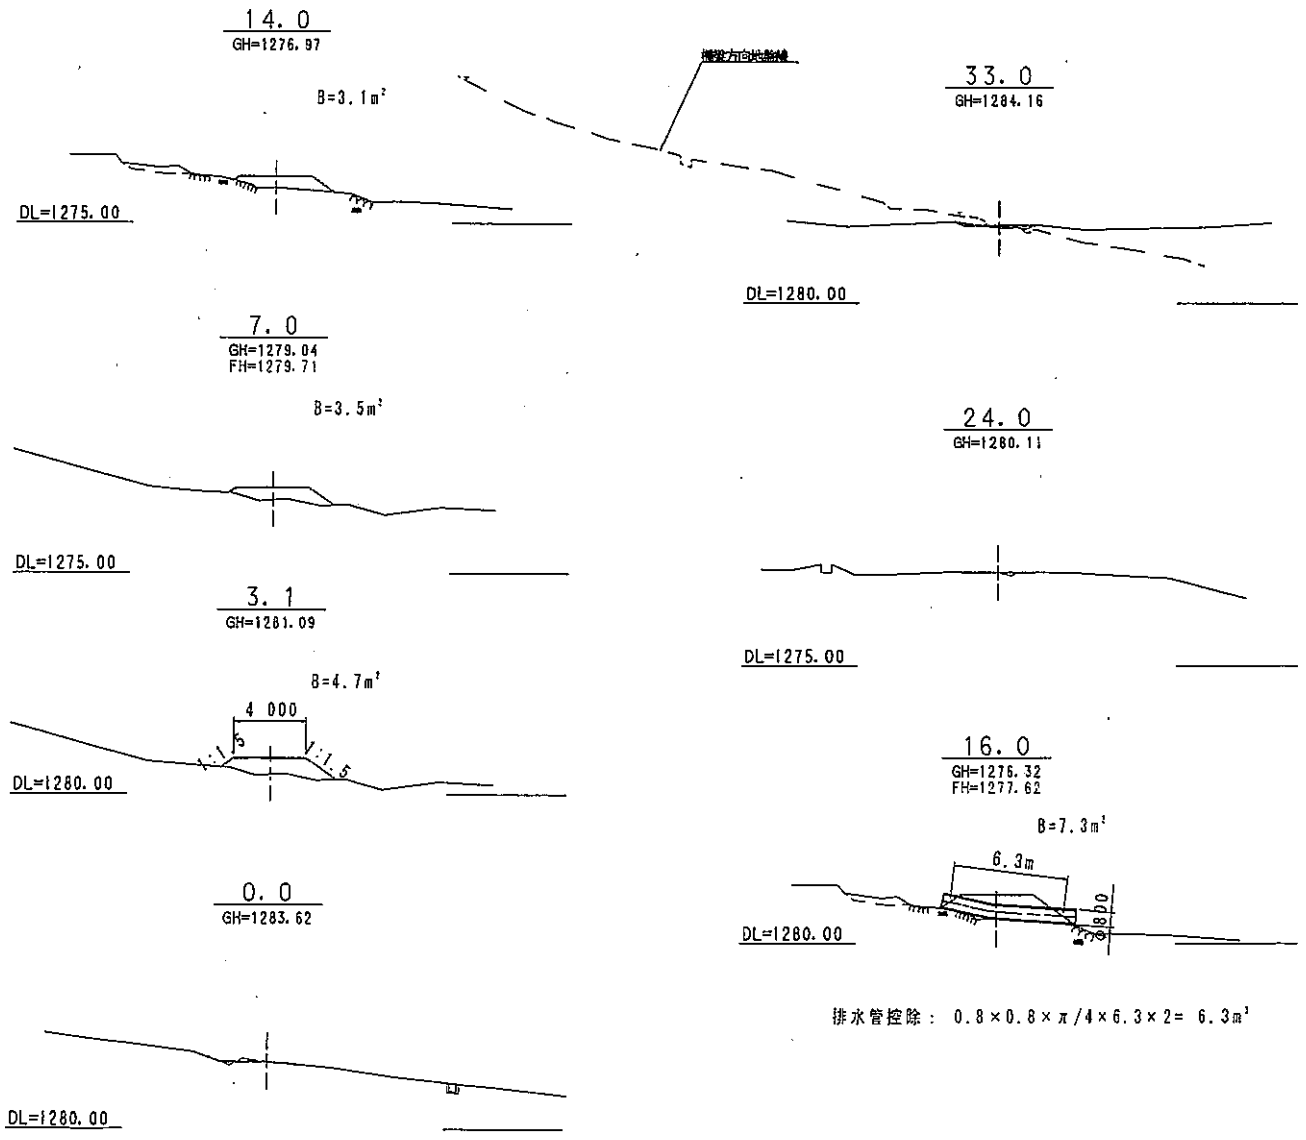 14.0
GH=1276.97
B=3.1m²
DL=1275.00
7.0
GH=1279.04
FH=1279.71
B=3.5m²
DL=1275.00
3.1
GH=1281.09
B=4.7m²
4 000
1:1.5
1:1.5
DL=1280.00
0.0
GH=1283.62
DL=1280.00
33.0
GH=1284.16
DL=1280.00
24.0
GH=1280.11
DL=1275.00
16.0
GH=1276.32
FH=1277.62
B=7.3m²
6.3m
DL=1280.00
排水管控除: 0.8×0.8×π/4×6.3×2= 6.3m³